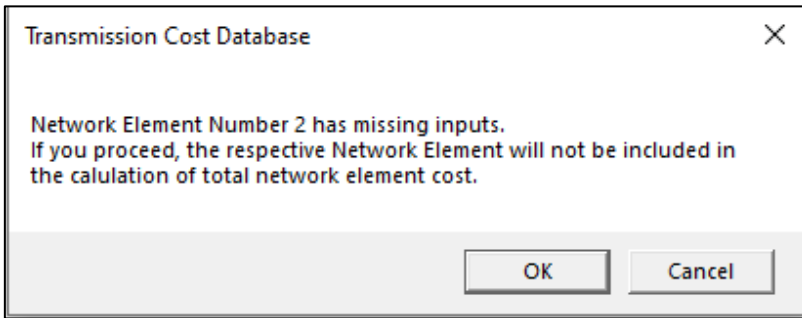 Transmission Cost Database
Network Element Number 2 has missing inputs.
If you proceed, the respective Network Element will not be included in
the calulation of total network element cost.
OK
Cancel